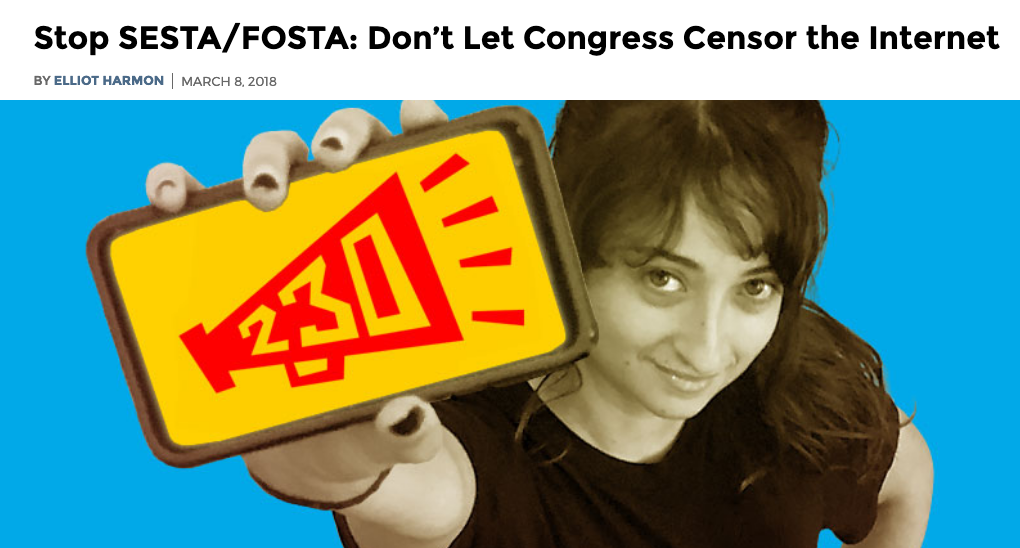 Stop SESTA/FOSTA: Don’t Let Congress Censor the Internet
BY ELLIOT HARMON | MARCH 8, 2018
230